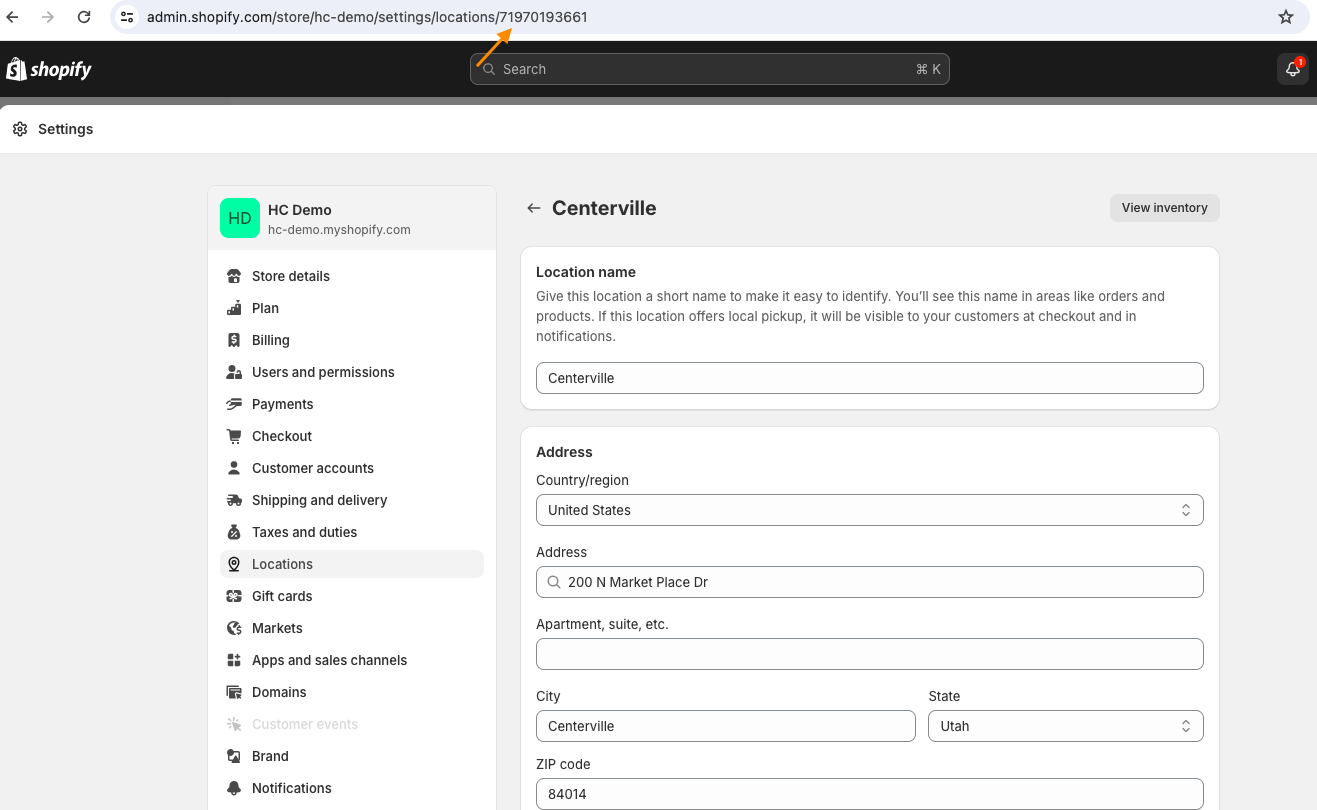 admin.shopify.com/store/hc-demo/settings/locations/71970193661
shopify
Search
⌘ K
1
Settings
HD
HC Demo
hc-demo.myshopify.com
Store details
Plan
Billing
Users and permissions
Payments
Checkout
Customer accounts
Shipping and delivery
Taxes and duties
Locations
Gift cards
Markets
Apps and sales channels
Domains
Customer events
Brand
Notifications
Centerville
View inventory
Location name
Give this location a short name to make it easy to identify. You’ll see this name in areas like orders and
products. If this location offers local pickup, it will be visible to your customers at checkout and in
notifications.
Centerville
Address
Country/region
United States
Address
200 N Market Place Dr
Apartment, suite, etc.
City
State
Centerville
Utah
ZIP code
84014